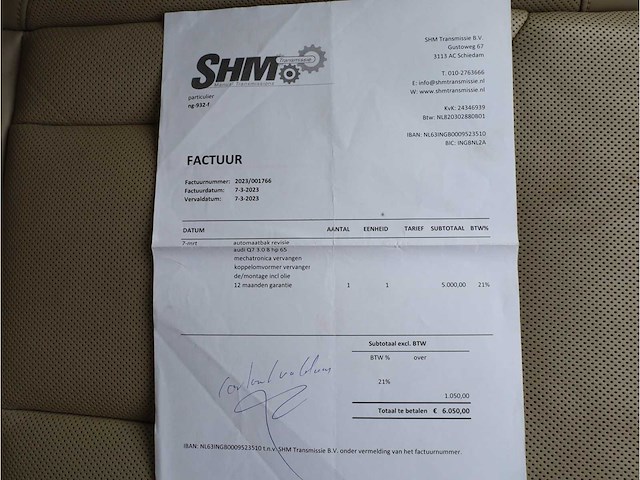 SHM
Transmissie
Manual Transmissions
SHM Transmissie B.V.
Gustoweg 67
3113 AC Schiedam
T. 010-2763666
E: info@shmtransmissie.nl
W: www.shmtransmissie.nl
KvK: 24346939
Btw: NL820302880B01
IBAN: NL63INGB0009523510
BIC: INGBNL2A
particulier
ng-932-f
FACTUUR
Factuurnummer: 2023/001766
Factuurdatum: 7-3-2023
Vervaldatum: 7-3-2023
DATUM AANTAL EENHEID TARIEF SUBTOTAAL BTW%
7-mrt automaatbak revisie
audi Q7 3.0 8 hp 65
mechatronica vervangen
koppelomvormer vervanger
de/montage incl olie
12 maanden garantie 1 1 5.000,00 21%
Subtotaal excl. BTW
BTW % over
21%
1.050,00
Totaal te betalen € 6.050,00
IBAN: NL63INGB0009523510 t.n.v. SHM Transmissie B.V. onder vermelding van het factuurnummer.